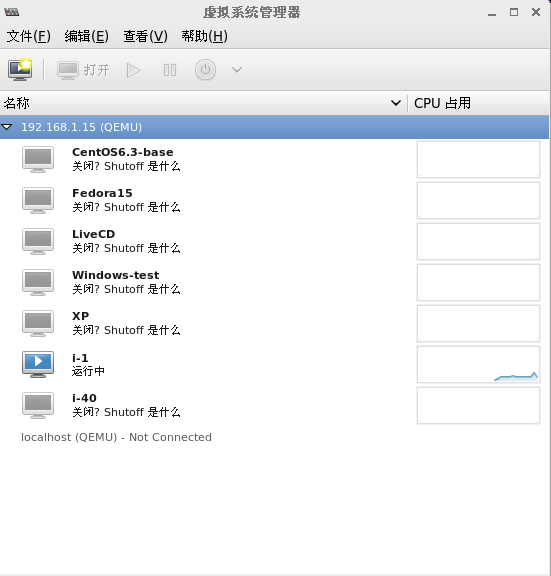 虚拟系统管理器
文件(F) 编辑(E) 查看(V) 帮助(H)
打开
名称 CPU 占用
192.168.1.15 (QEMU)
CentOS6.3-base
关闭? Shutoff 是什么
Fedora15
关闭? Shutoff 是什么
LiveCD
关闭? Shutoff 是什么
Windows-test
关闭? Shutoff 是什么
XP
关闭? Shutoff 是什么
i-1
运行中
i-40
关闭? Shutoff 是什么
localhost (QEMU) - Not Connected